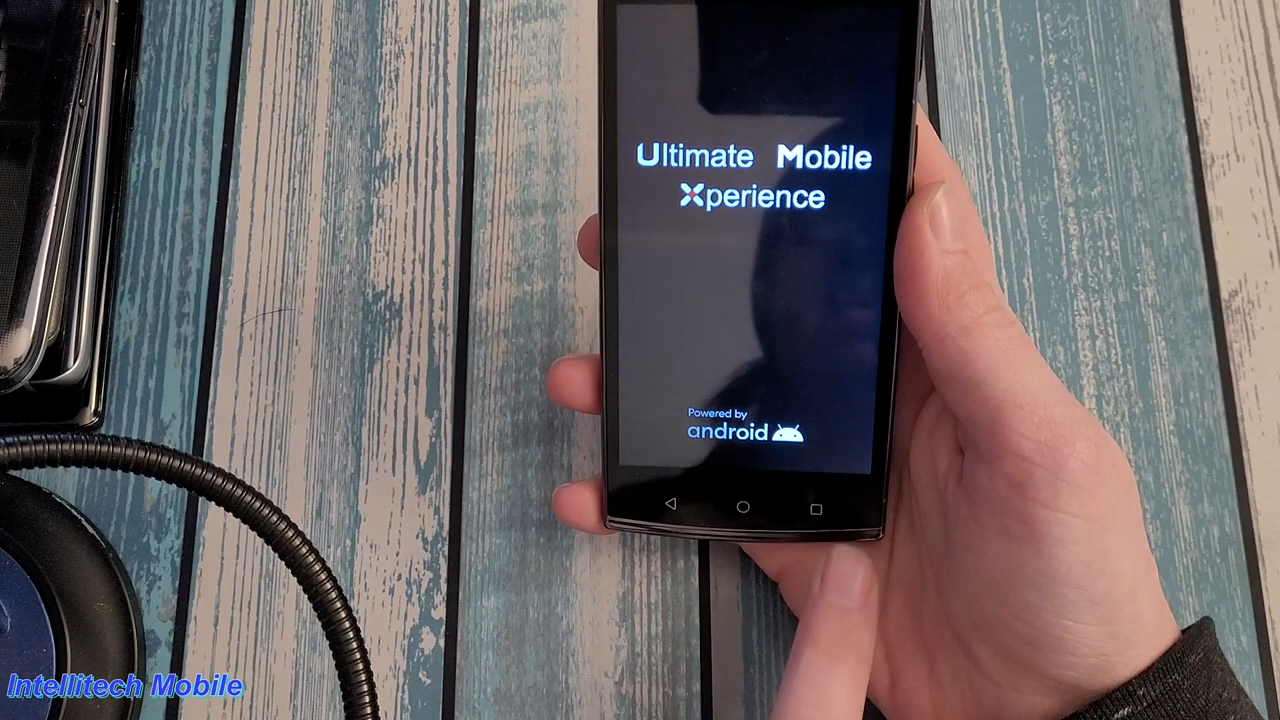 Ultimate Mobile
Xperience
Powered by
android
Intellitech Mobile